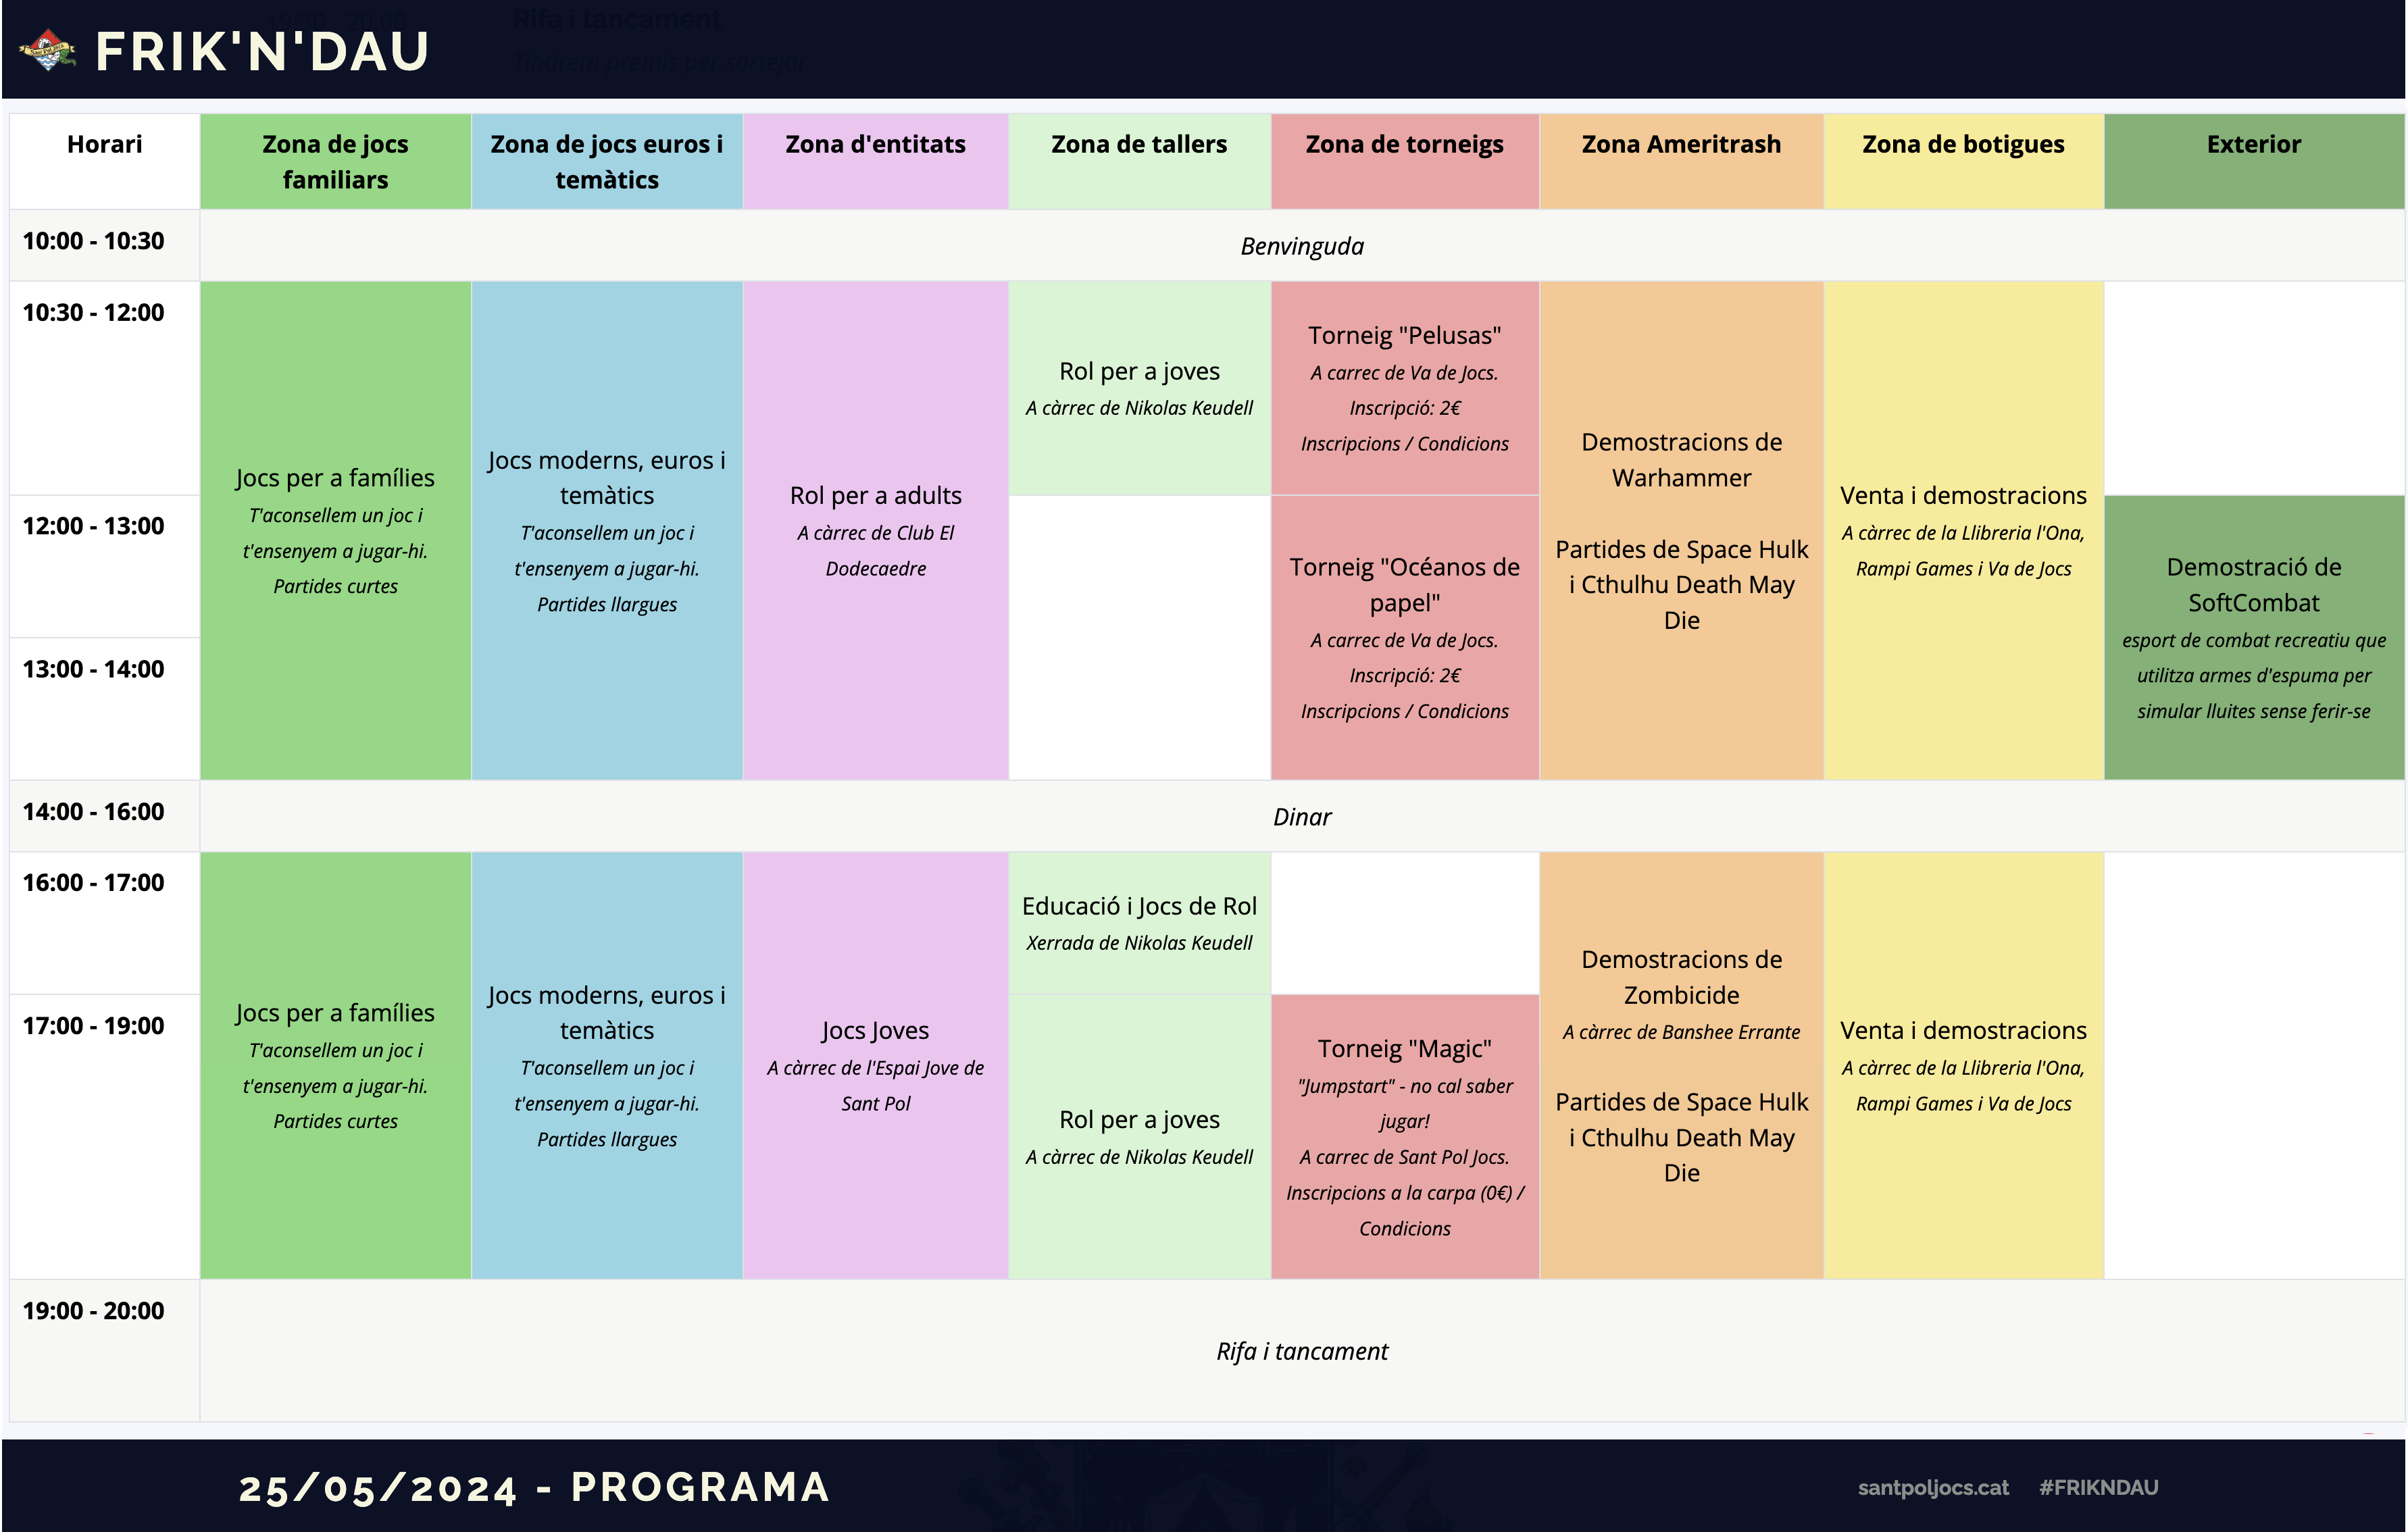 19:30 - 20:00
Rifa i tancament
FRIK'N'DAU
Tindrem premis per sortejar
Horari
Zona de jocs
familiars
Zona de jocs euros i
temàtics
Zona d'entitats
Zona de tallers
Zona de torneigs
Zona Ameritrash
Zona de botigues
Exterior
10:00 - 10:30
Benvinguda
10:30 - 12:00
12:00 - 13:00
13:00 - 14:00
Jocs per a famílies
T'aconsellem un joc i
t'ensenyem a jugar-hi.
Partides curtes
Jocs moderns, euros i
temàtics
T'aconsellem un joc i
t'ensenyem a jugar-hi.
Partides llargues
Rol per a adults
A càrrec de Club El
Dodecaedre
Rol per a joves
A càrrec de Nikolas Keudell
Torneig "Pelusas"
A carrec de Va de Jocs.
Inscripció: 2€
Inscripcions / Condicions
Torneig "Océanos de
papel"
A carrec de Va de Jocs.
Inscripció: 2€
Inscripcions / Condicions
Demostracions de
Warhammer
Partides de Space Hulk
i Cthulhu Death May
Die
Venta i demostracions
A càrrec de la Llibreria l'Ona,
Rampi Games i Va de Jocs
Demostració de
SoftCombat
esport de combat recreatiu que
utilitza armes d'espuma per
simular lluites sense ferir-se
14:00 - 16:00
Dinar
16:00 - 17:00
17:00 - 19:00
Jocs per a famílies
T'aconsellem un joc i
t'ensenyem a jugar-hi.
Partides curtes
Jocs moderns, euros i
temàtics
T'aconsellem un joc i
t'ensenyem a jugar-hi.
Partides llargues
Jocs Joves
A càrrec de l'Espai Jove de
Sant Pol
Educació i Jocs de Rol
Xerrada de Nikolas Keudell
Rol per a joves
A càrrec de Nikolas Keudell
Torneig "Magic"
"Jumpstart" - no cal saber
jugar!
A carrec de Sant Pol Jocs.
Inscripcions a la carpa (0€) /
Condicions
Demostracions de
Zombicide
A càrrec de Banshee Errante
Partides de Space Hulk
i Cthulhu Death May
Die
Venta i demostracions
A càrrec de la Llibreria l'Ona,
Rampi Games i Va de Jocs
19:00 - 20:00
Rifa i tancament
25/05/2024 - PROGRAMA
santpoljocs.cat
#FRIKNDAU